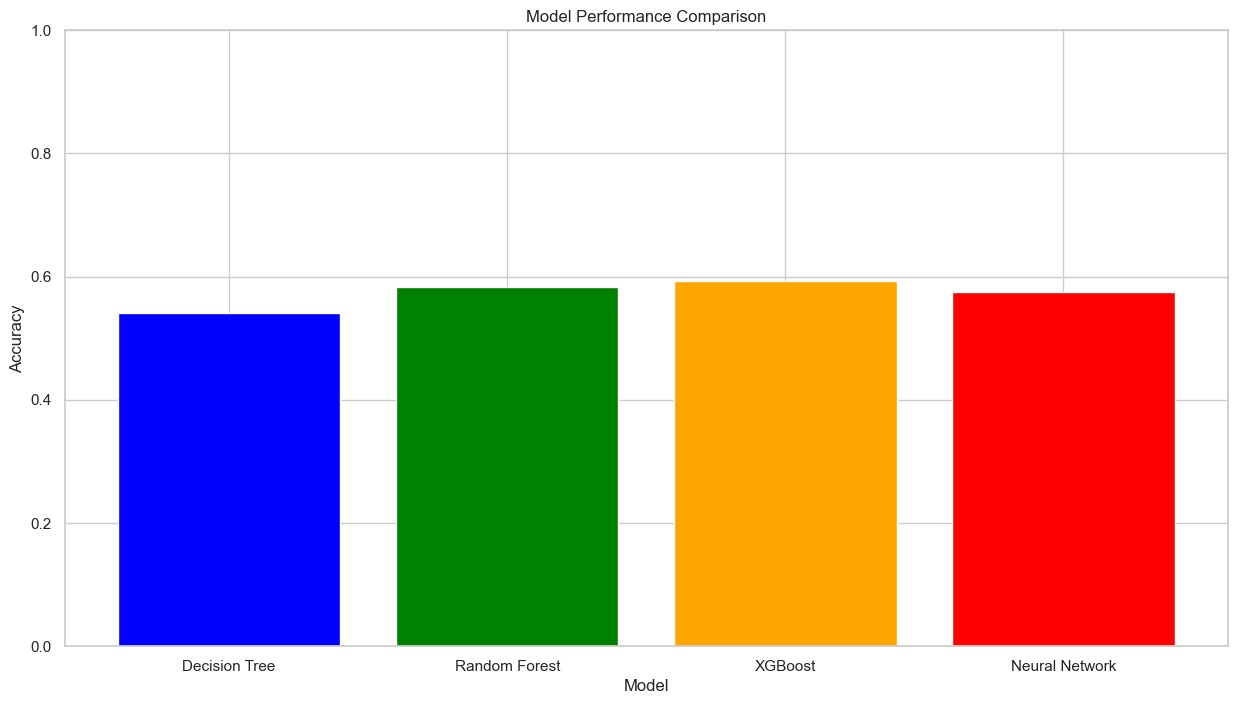 Model Performance Comparison
1.0
0.8
0.6
0.4
0.2
0.0
Accuracy
Decision Tree
Random Forest
XGBoost
Neural Network
Model